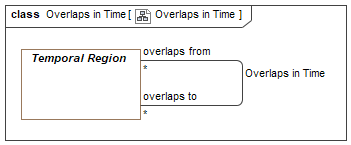 class Overlaps in Time [ Overlaps in Time ]
Temporal Region
overlaps from
*
Overlaps in Time
overlaps to
*